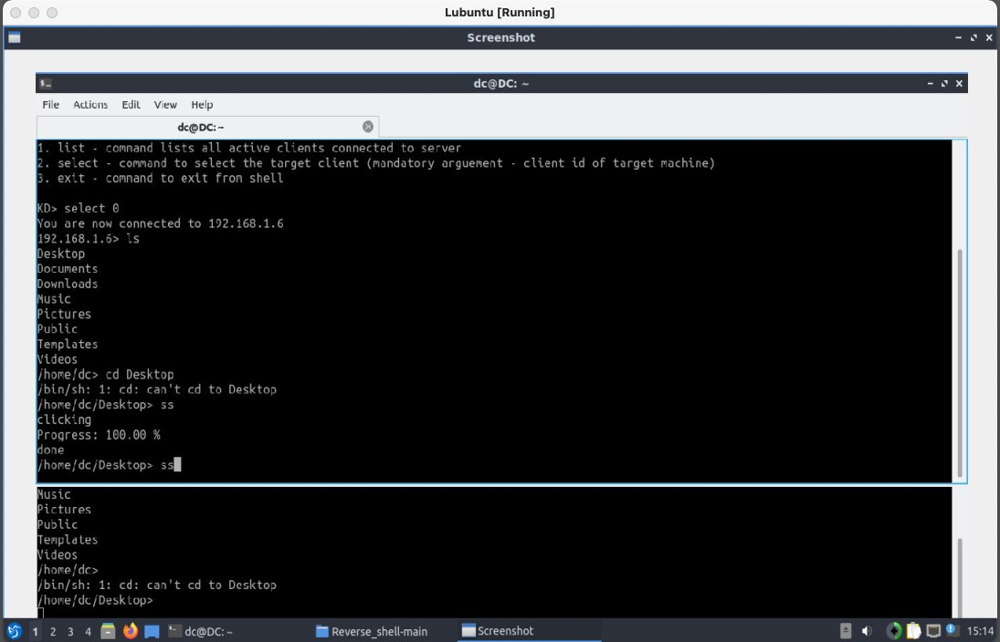 Lubuntu [Running]
Screenshot
dc@DC: ~
File Actions Edit View Help
dc@DC: ~
1. list - command lists all active clients connected to server
2. select - command to select the target client (mandatory arguement - client id of target machine)
3. exit - command to exit from shell
KD> select 0
You are now connected to 192.168.1.6
192.168.1.6> ls
Desktop
Documents
Downloads
Music
Pictures
Public
Templates
Videos
/home/dc> cd Desktop
/bin/sh: 1: cd: can't cd to Desktop
/home/dc/Desktop> ss
clicking
Progress: 100.00 %
done
/home/dc/Desktop> ss
Music
Pictures
Public
Templates
Videos
/home/dc>
/bin/sh: 1: cd: can't cd to Desktop
/home/dc/Desktop>
1 2 3 4 dc@DC: ~ Reverse_shell-main Screenshot 15:14